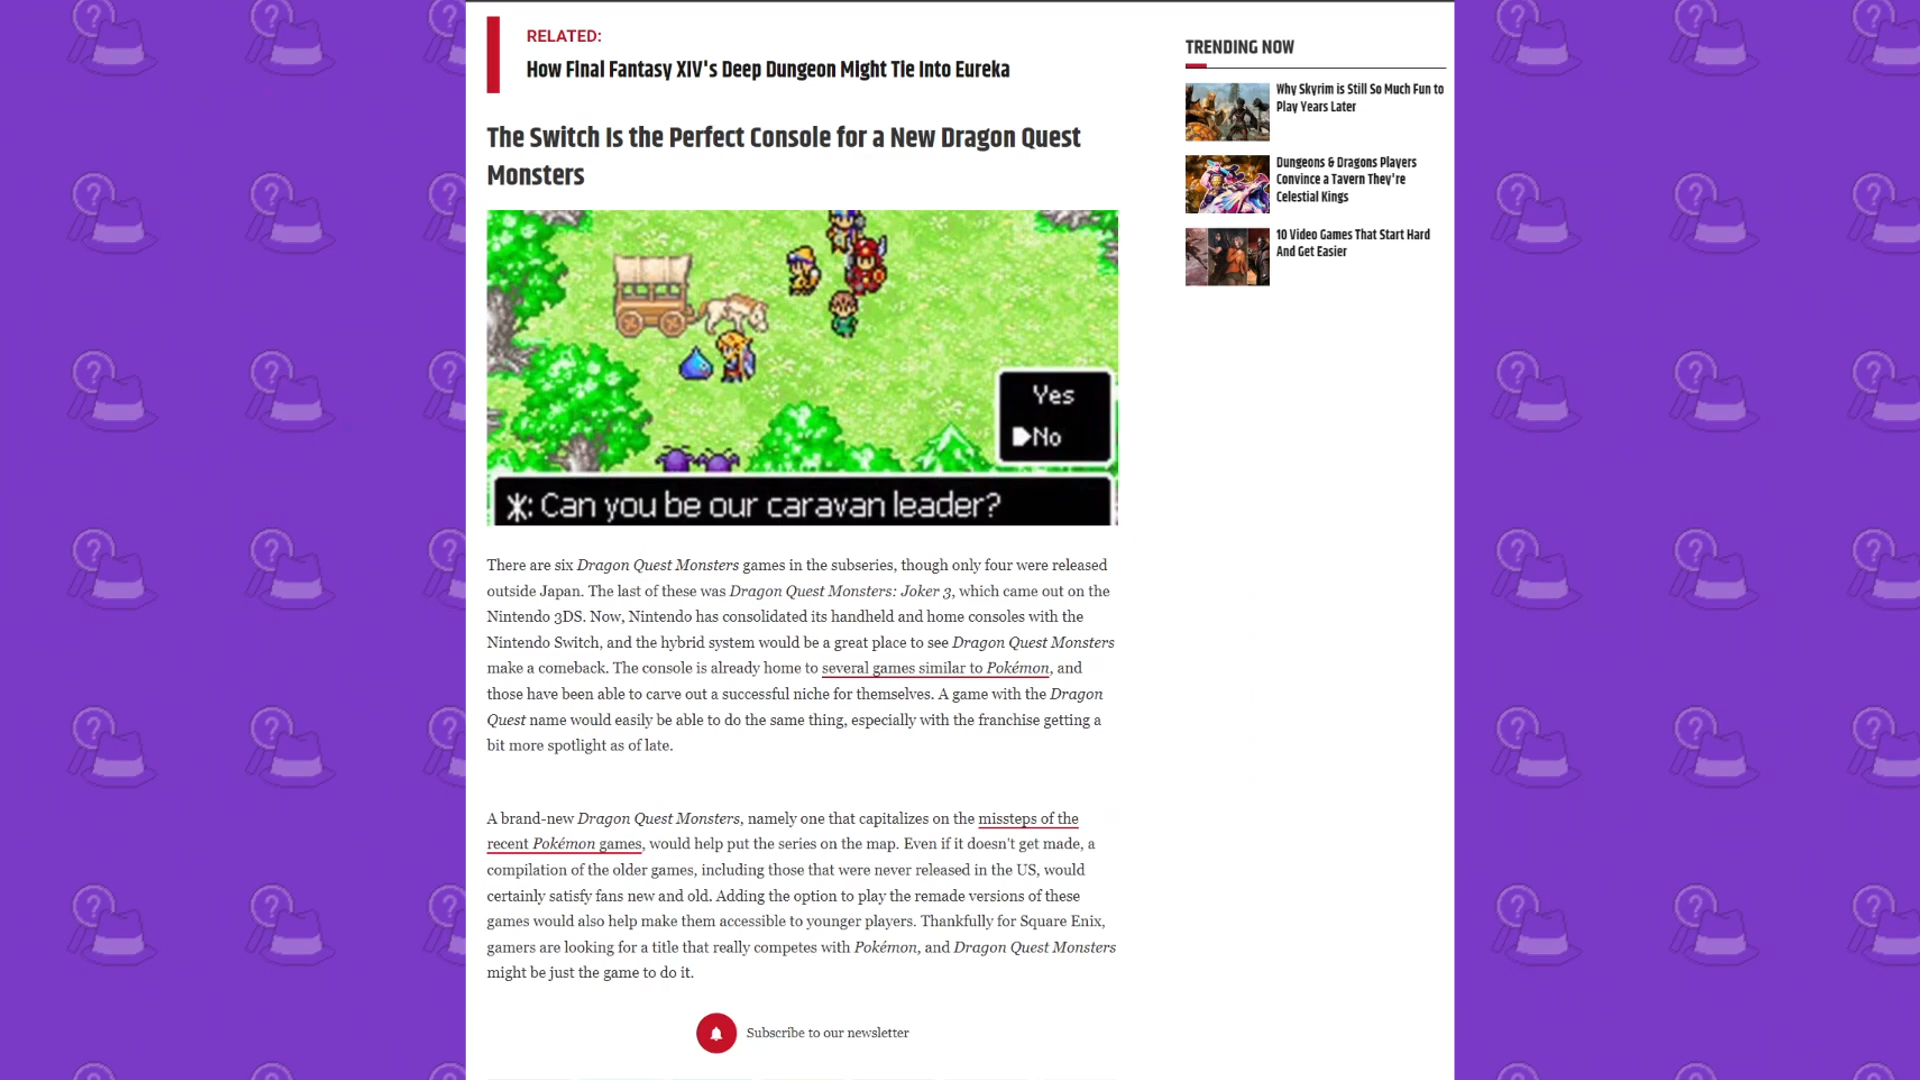 RELATED:
How Final Fantasy XIV's Deep Dungeon Might Tie Into Eureka
The Switch Is the Perfect Console for a New Dragon Quest
Monsters
Yes
No
Ж: Can you be our caravan leader?
There are six Dragon Quest Monsters games in the subseries, though only four were released
outside Japan. The last of these was Dragon Quest Monsters: Joker 3, which came out on the
Nintendo 3DS. Now, Nintendo has consolidated its handheld and home consoles with the
Nintendo Switch, and the hybrid system would be a great place to see Dragon Quest Monsters
make a comeback. The console is already home to several games similar to Pokémon, and
those have been able to carve out a successful niche for themselves. A game with the Dragon
Quest name would easily be able to do the same thing, especially with the franchise getting a
bit more spotlight as of late.
A brand-new Dragon Quest Monsters, namely one that capitalizes on the missteps of the
recent Pokémon games, would help put the series on the map. Even if it doesn't get made, a
compilation of the older games, including those that were never released in the US, would
certainly satisfy fans new and old. Adding the option to play the remade versions of these
games would also help make them accessible to younger players. Thankfully for Square Enix,
gamers are looking for a title that really competes with Pokémon, and Dragon Quest Monsters
might be just the game to do it.
Subscribe to our newsletter
TRENDING NOW
Why Skyrim is Still So Much Fun to
Play Years Later
Dungeons & Dragons Players
Convince a Tavern They're
Celestial Kings
10 Video Games That Start Hard
And Get Easier